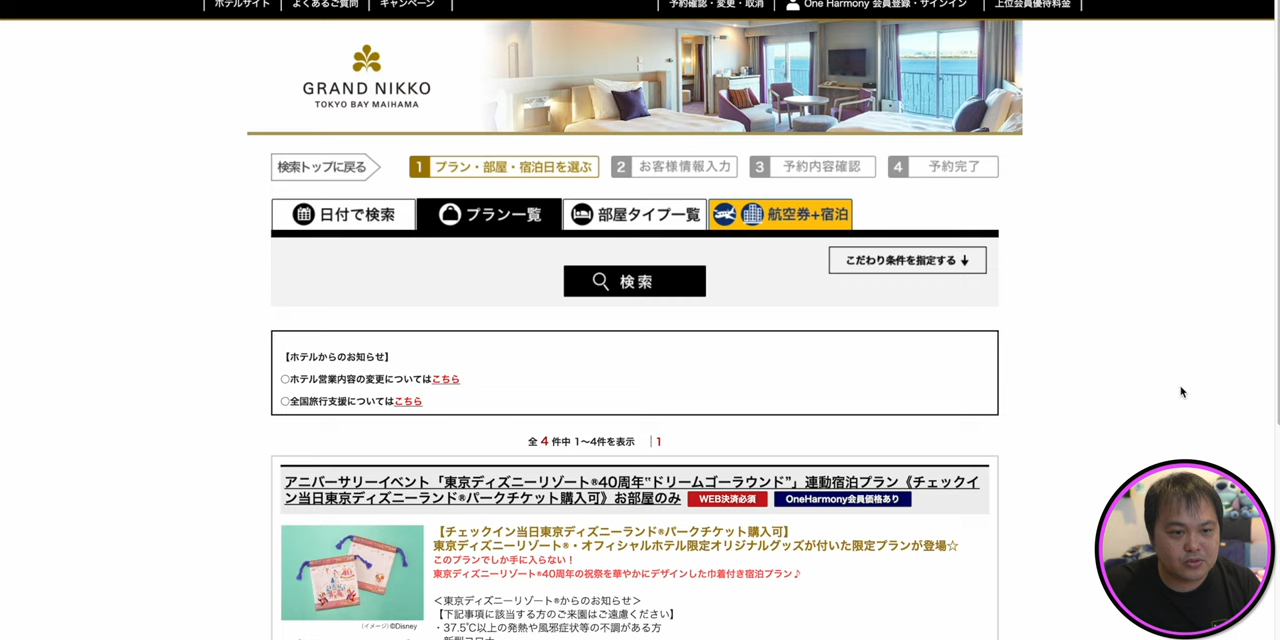 ホテルサイト よくあるご質問 キャンペーン 予約確認・変更・取消 One Harmony 会員登録・サインイン 上位会員優待料金
GRAND NIKKO
TOKYO BAY MAIHAMA
検索トップに戻る 1 プラン・部屋・宿泊日を選ぶ 2 お客様情報入力 3 予約内容確認 4 予約完了
日付で検索 プラン一覧 部屋タイプ一覧 航空券+宿泊
こだわり条件を指定する↓
検索
【ホテルからのお知らせ】
○ホテル営業内容の変更についてはこちら
○全国旅行支援についてはこちら
全 4 件中 1〜4件を表示 | 1
アニバーサリーイベント「東京ディズニーリゾート®40周年"ドリームゴーラウンド"」連動宿泊プラン《チェックイ
ン当日東京ディズニーランド®パークチケット購入可》お部屋のみ WEB決済必須 OneHarmony会員価格あり
【チェックイン当日東京ディズニーランド®パークチケット購入可】
東京ディズニーリゾート®・オフィシャルホテル限定オリジナルグッズが付いた限定プランが登場☆
このプランでしか手に入らない！
東京ディズニーリゾート®40周年の祝祭を華やかにデザインした巾着付き宿泊プラン♪
＜東京ディズニーリゾート®からのお知らせ＞
【下記事項に該当する方のご来園はご遠慮ください】
(イメージ) ©Disney
・37.5℃以上の発熱や風邪症状等の不調がある方